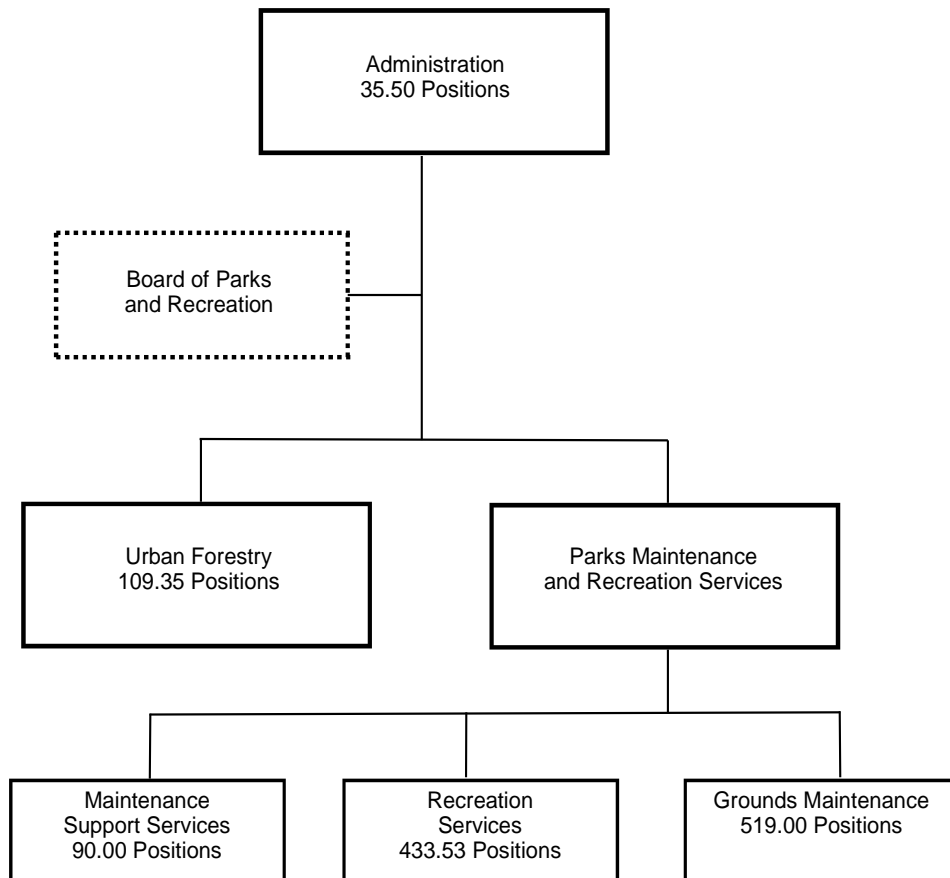 Administration
35.50 Positions
Board of Parks
and Recreation
Urban Forestry
109.35 Positions
Parks Maintenance
and Recreation Services
Maintenance
Support Services
90.00 Positions
Recreation
Services
433.53 Positions
Grounds Maintenance
519.00 Positions